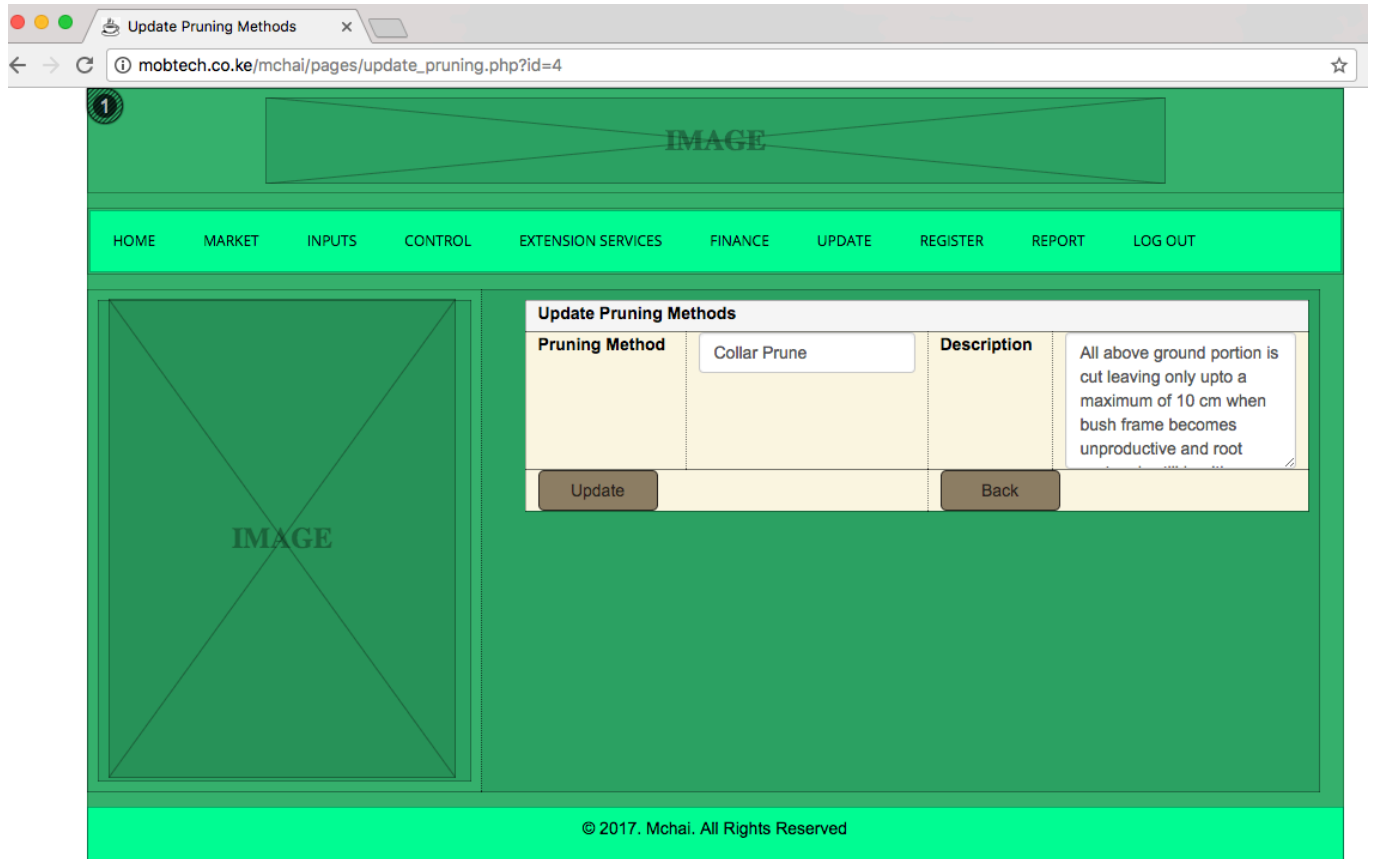 Update Pruning Methods
mobtech.co.ke/mchai/pages/update_pruning.php?id=4
1
IMAGE
HOME MARKET INPUTS CONTROL EXTENSION SERVICES FINANCE UPDATE REGISTER REPORT LOG OUT
Update Pruning Methods
Pruning Method Collar Prune Description All above ground portion is
cut leaving only upto a
maximum of 10 cm when
bush frame becomes
unproductive and root
Update Back
IMAGE
© 2017. Mchai. All Rights Reserved